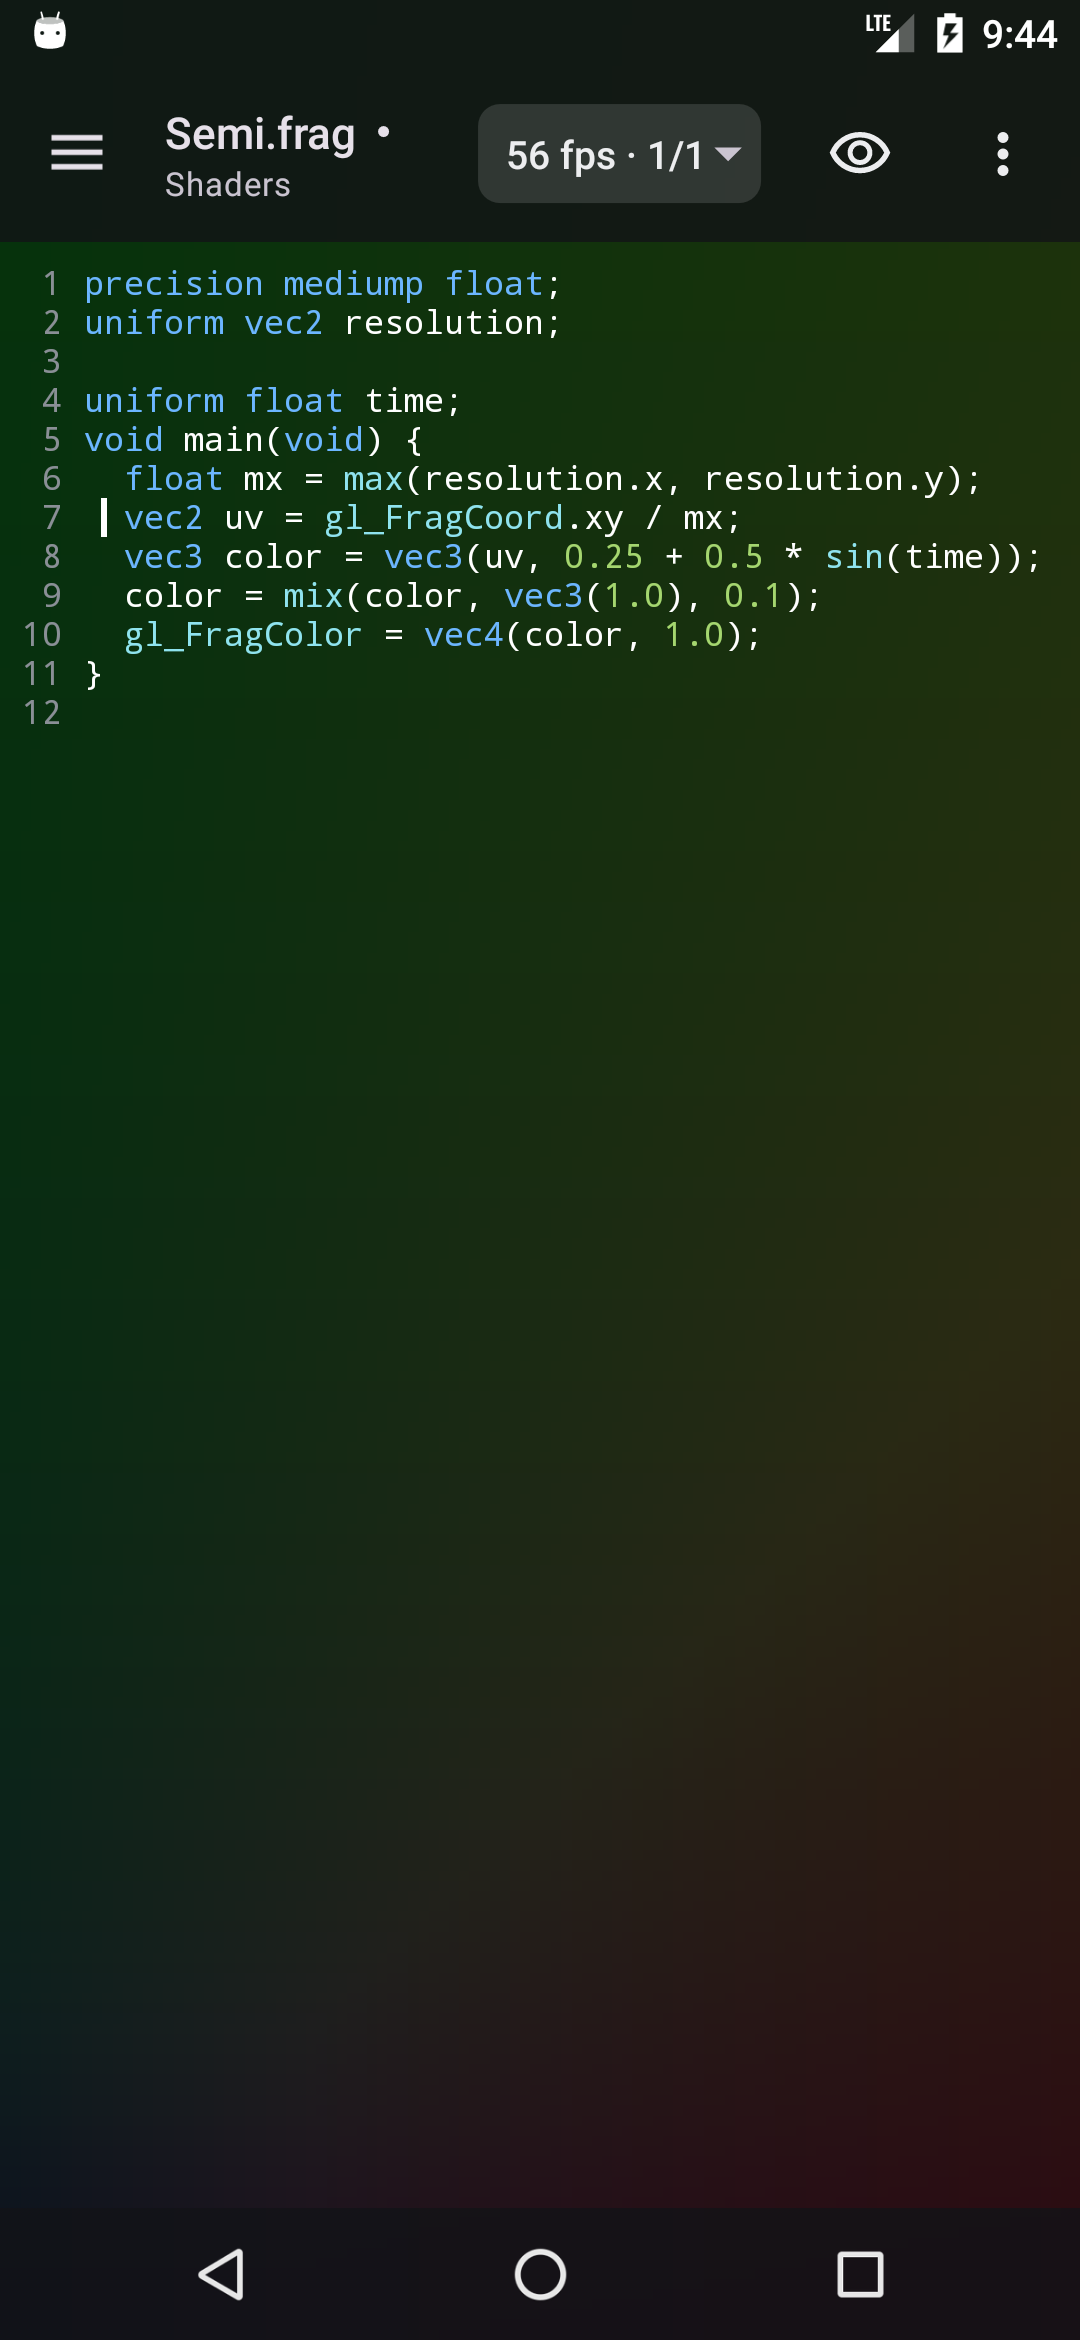 LTE 9:44
Semi.frag •
Shaders
56 fps · 1/1
1 precision mediump float;
2 uniform vec2 resolution;
3
4 uniform float time;
5 void main(void) {
6 float mx = max(resolution.x, resolution.y);
7 vec2 uv = gl_FragCoord.xy / mx;
8 vec3 color = vec3(uv, 0.25 + 0.5 * sin(time));
9 color = mix(color, vec3(1.0), 0.1);
10 gl_FragColor = vec4(color, 1.0);
11 }
12